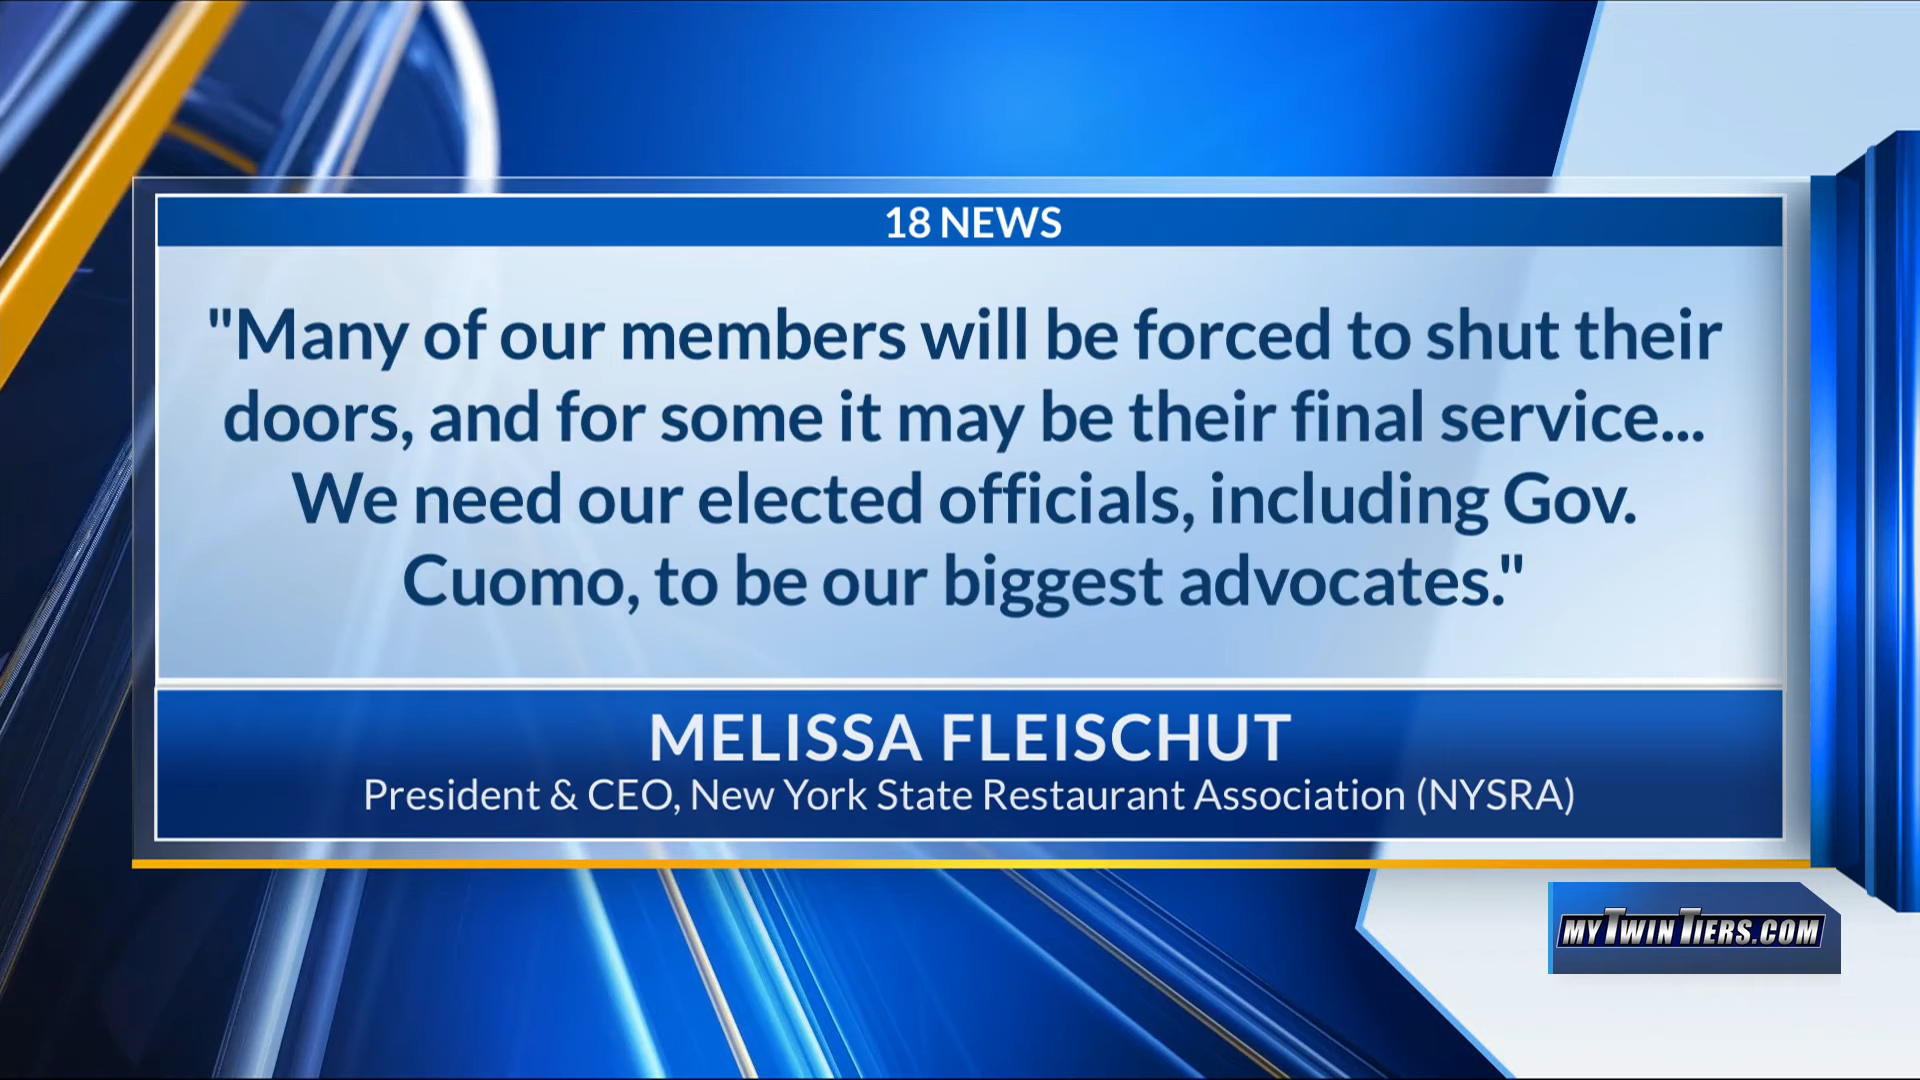 18 NEWS
"Many of our members will be forced to shut their
doors, and for some it may be their final service...
We need our elected officials, including Gov.
Cuomo, to be our biggest advocates."
MELISSA FLEISCHUT
President & CEO, New York State Restaurant Association (NYSRA)
MYTWINTIERS.COM